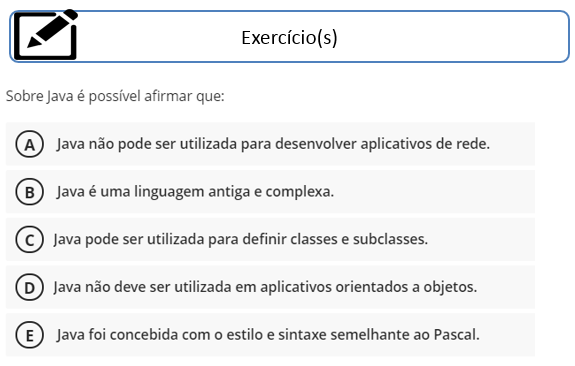 Exercício(s)
Sobre Java é possível afirmar que:
A Java não pode ser utilizada para desenvolver aplicativos de rede.
B Java é uma linguagem antiga e complexa.
C Java pode ser utilizada para definir classes e subclasses.
D Java não deve ser utilizada em aplicativos orientados a objetos.
E Java foi concebida com o estilo e sintaxe semelhante ao Pascal.